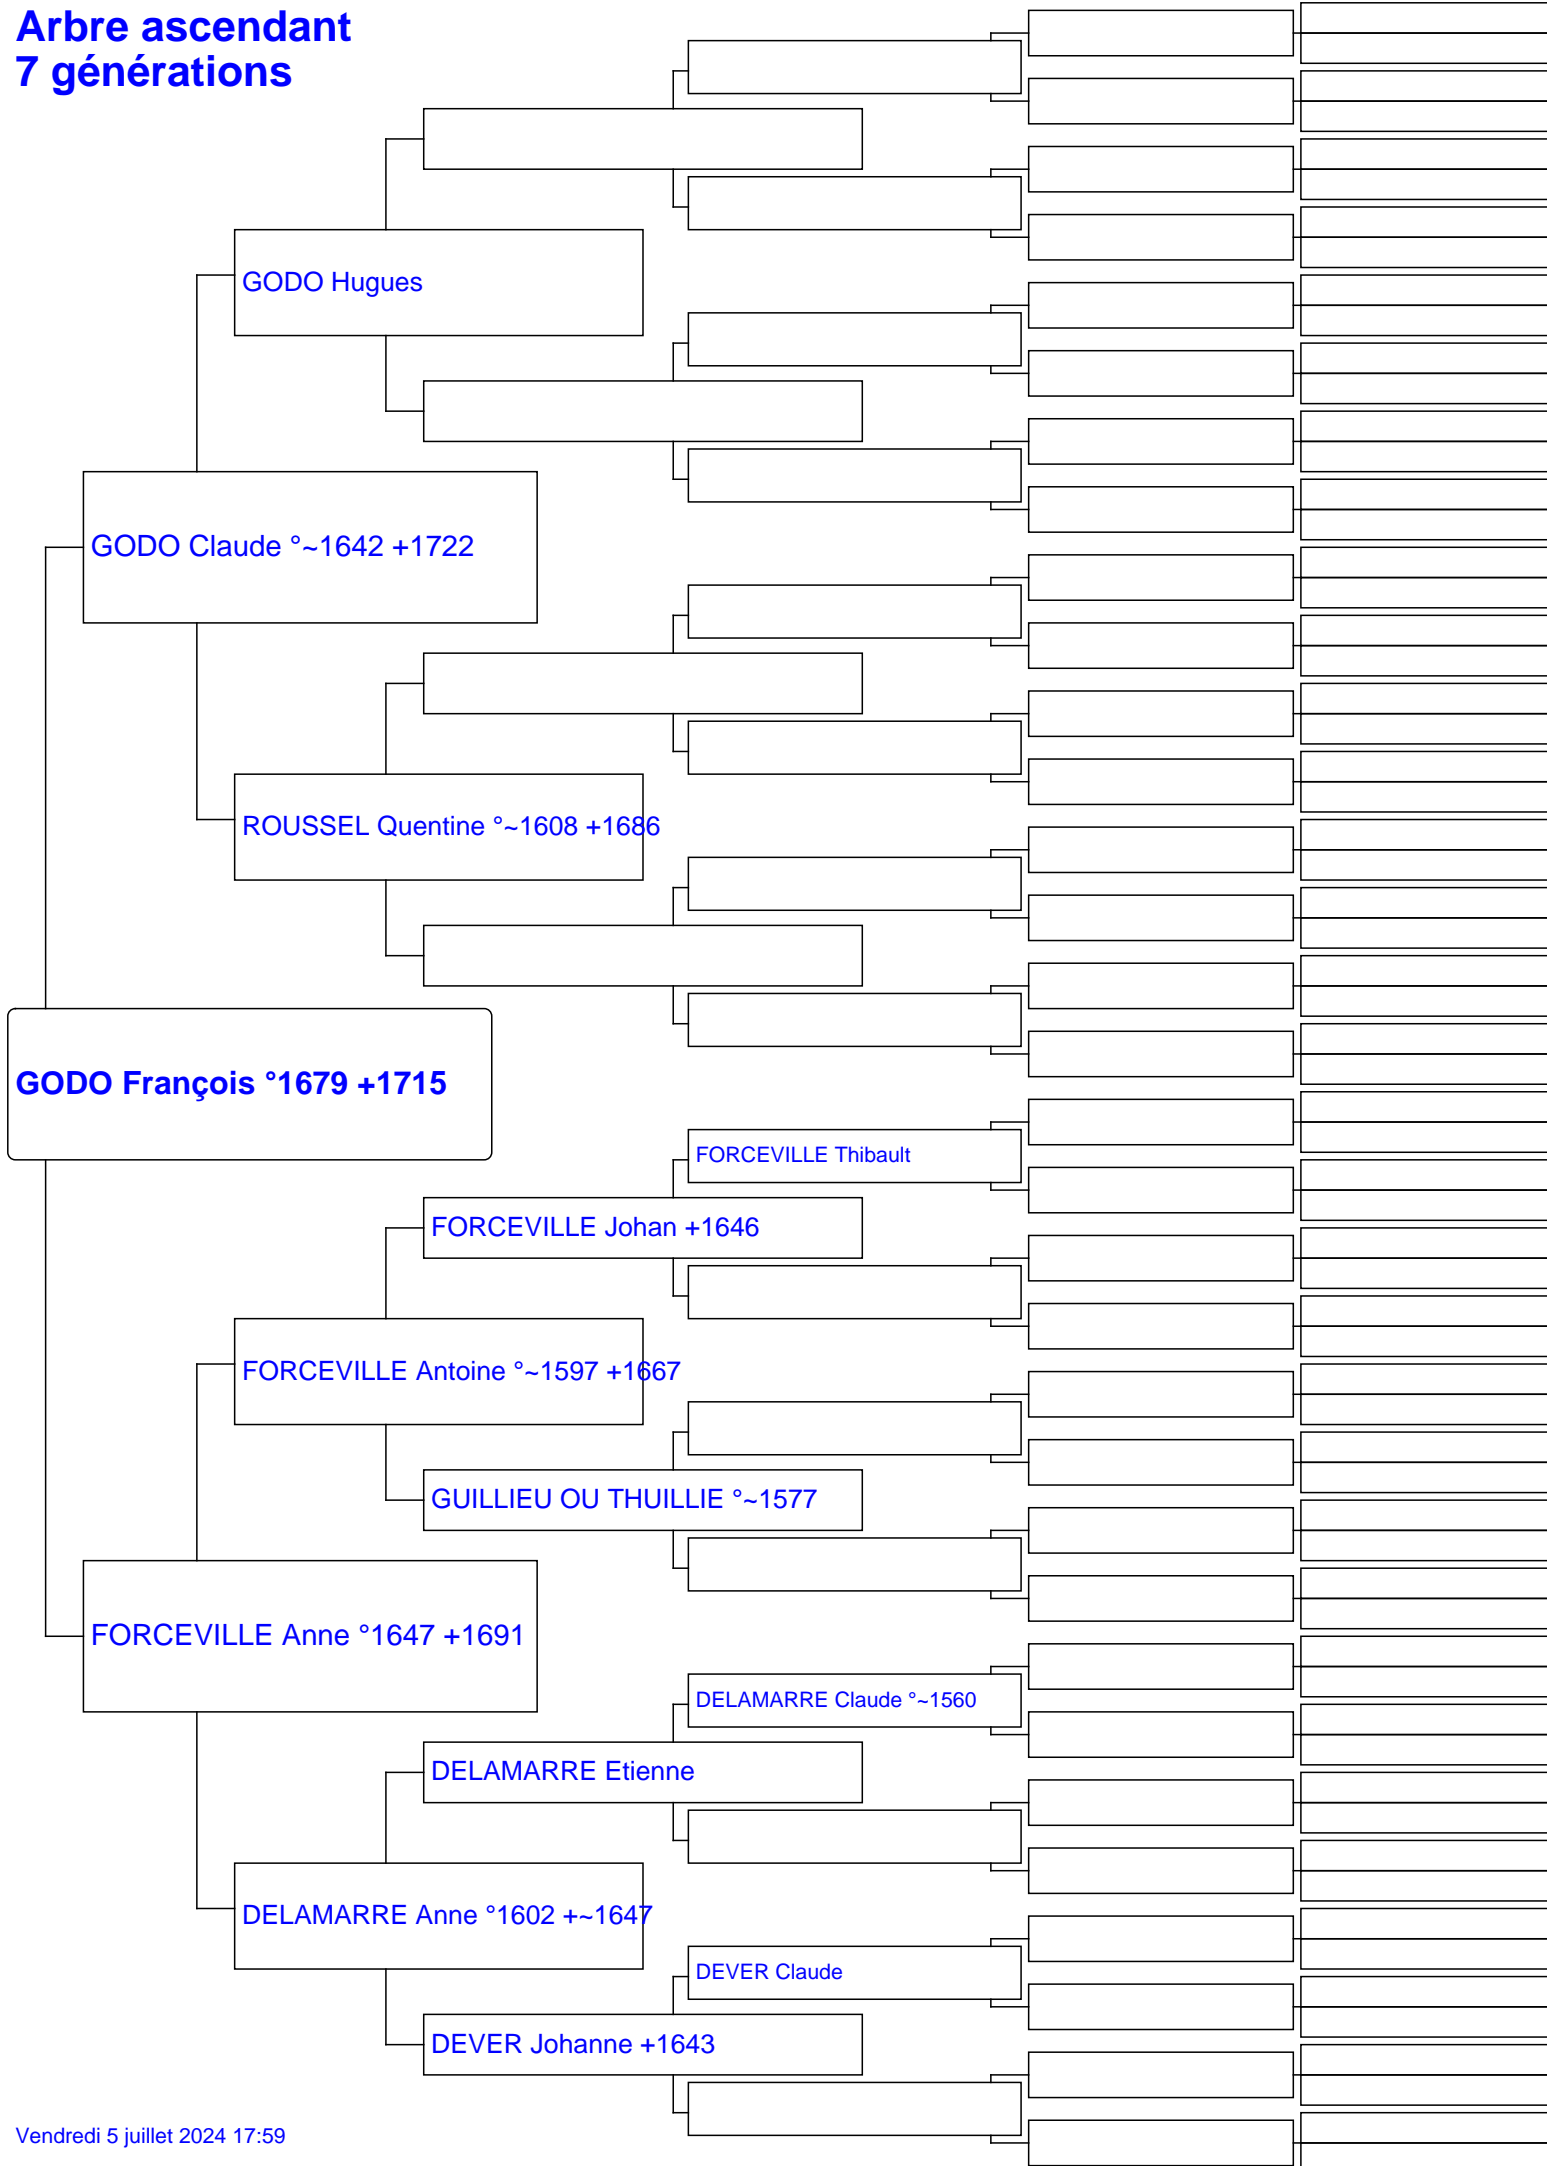 Arbre ascendant
7 générations
GODO Hugues
GODO Claude °~1642 +1722
ROUSSEL Quentine °~1608 +1686
GODO François °1679 +1715
FORCEVILLE Thibault
FORCEVILLE Johan +1646
FORCEVILLE Antoine °~1597 +1667
GUILLIEU OU THUILLIE °~1577
FORCEVILLE Anne °1647 +1691
DELAMARRE Claude °~1560
DELAMARRE Etienne
DELAMARRE Anne °1602 +~1647
DEVER Claude
DEVER Johanne +1643
Vendredi 5 juillet 2024 17:59